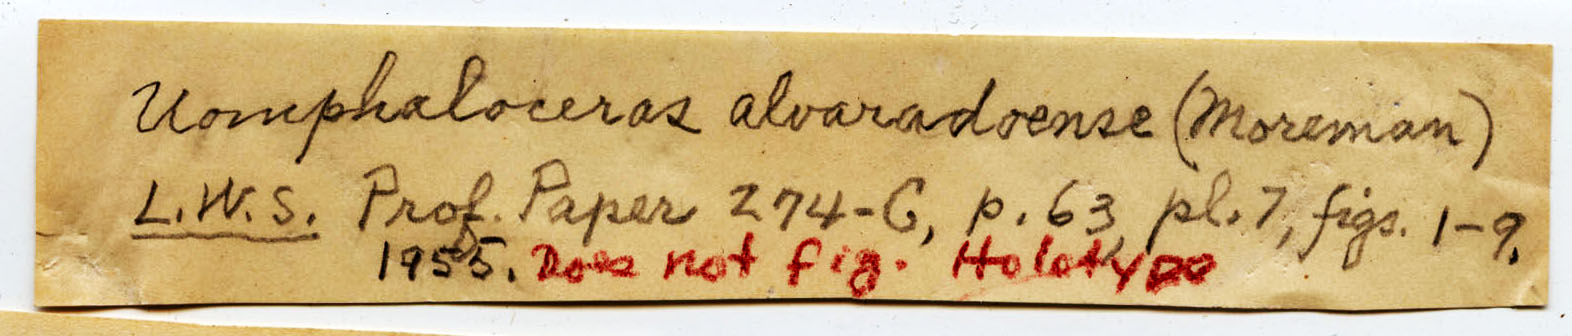 Uomphaloceras alvaradoense (Moreman)
L.W.S. Prof. Paper 274-C, p. 63, pl. 7, figs. 1-9,
1955. Does not fig. Holotype